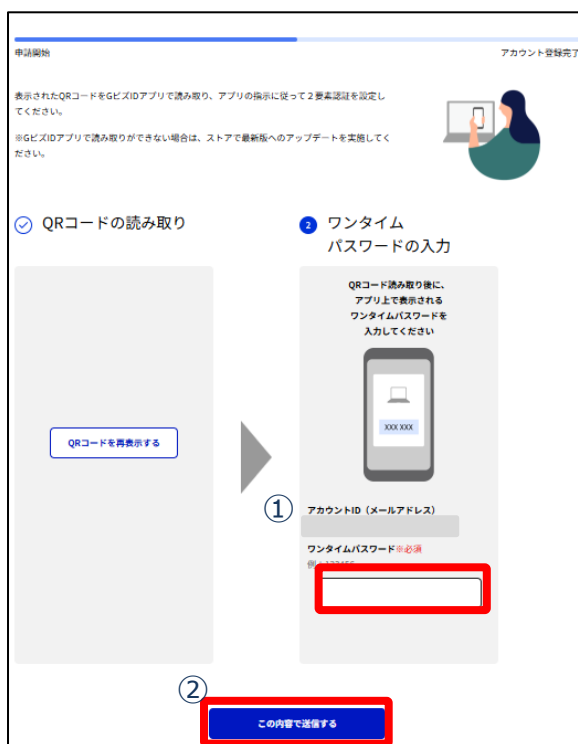 申請開始
アカウント登録完了
表示されたQRコードをGビズIDアプリで読み取り、アプリの指示に従って２要素認証を設定し
てください。
※GビズIDアプリで読み取りができない場合は、ストアで最新版へのアップデートを実施してく
ださい。
QRコードの読み取り
2 ワンタイム
パスワードの入力
QRコード読み取り後に、
アプリ上で表示される
ワンタイムパスワードを
入力してください
XXX XXX
QRコードを再表示する
①
アカウントID（メールアドレス）
ワンタイムパスワード※必須
②
この内容で送信する